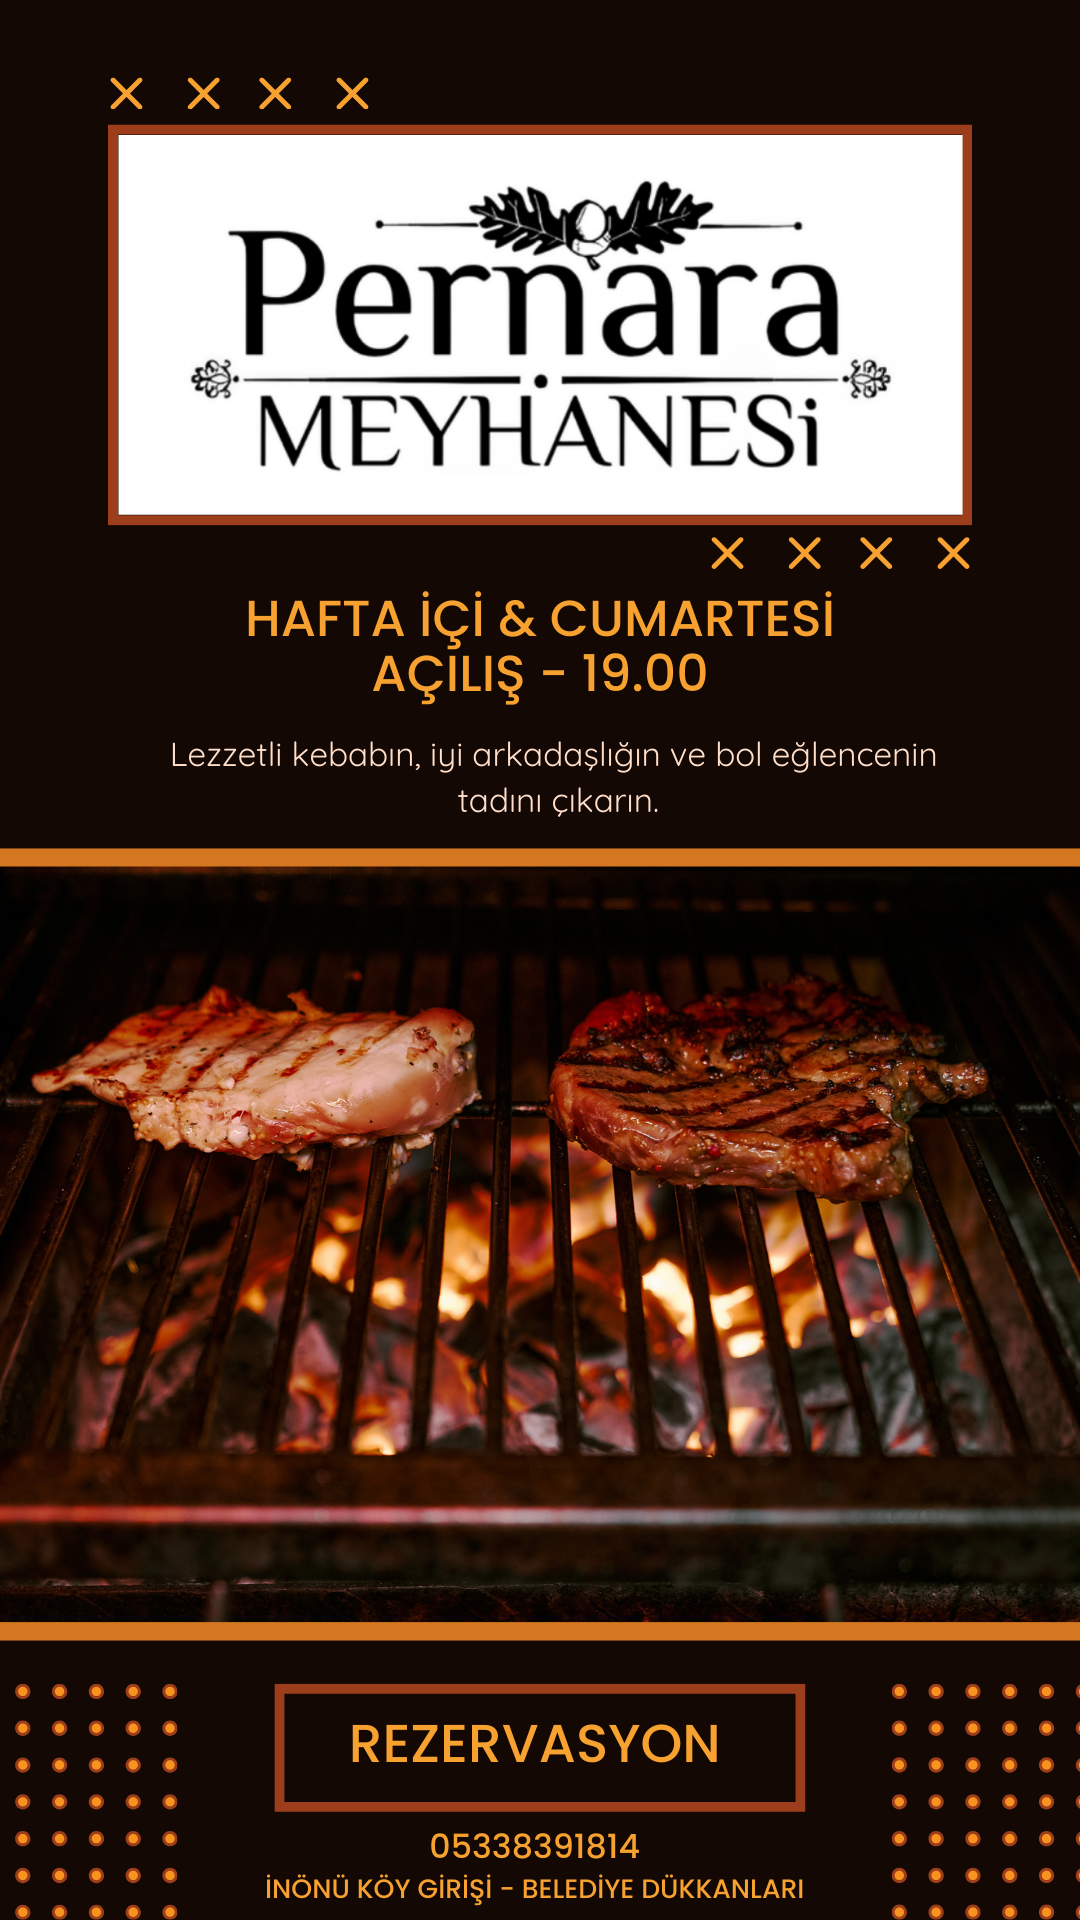 Pernara
MEYHANESi
HAFTA İÇİ & CUMARTESİ
AÇILIŞ - 19.00
Lezzetli kebabın, iyi arkadaşlığın ve bol eğlencenin
tadını çıkarın.
REZERVASYON
05338391814
İNÖNÜ KÖY GİRİŞİ - BELEDİYE DÜKKANLARI